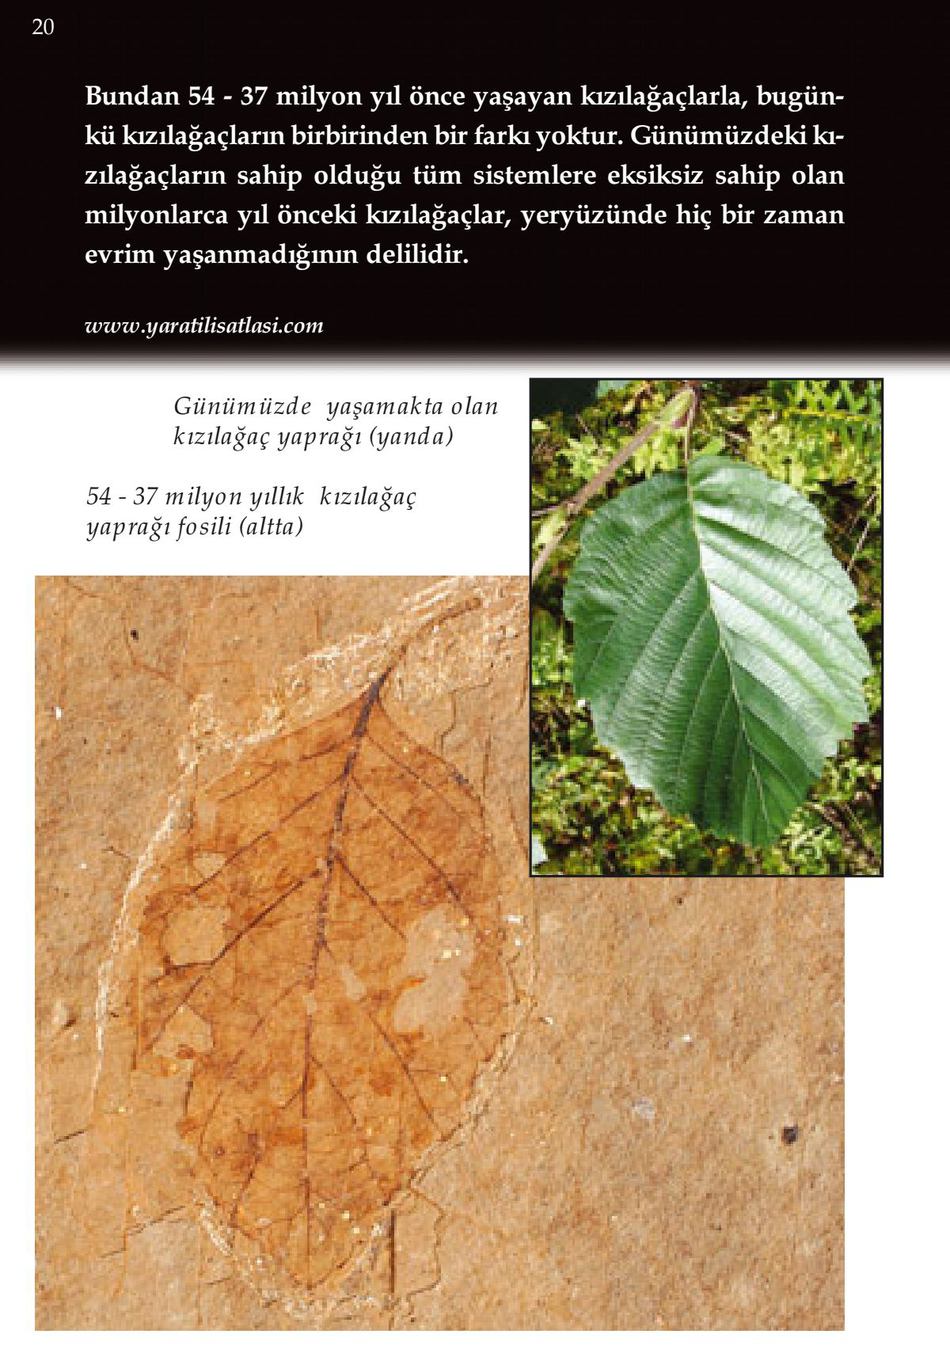 20
Bundan 54 - 37 milyon yıl önce yaşayan kızılağaçlarla, bugün-
kü kızılağaçların birbirinden bir farkı yoktur. Günümüzdeki kı-
zılağaçların sahip olduğu tüm sistemlere eksiksiz sahip olan
milyonlarca yıl önceki kızılağaçlar, yeryüzünde hiç bir zaman
evrim yaşanmadığının delilidir.
www.yaratilisatlasi.com
Günümüzde yaşamakta olan
kızılağaç yaprağı (yanda)
54 - 37 milyon yıllık kızılağaç
yaprağı fosili (altta)